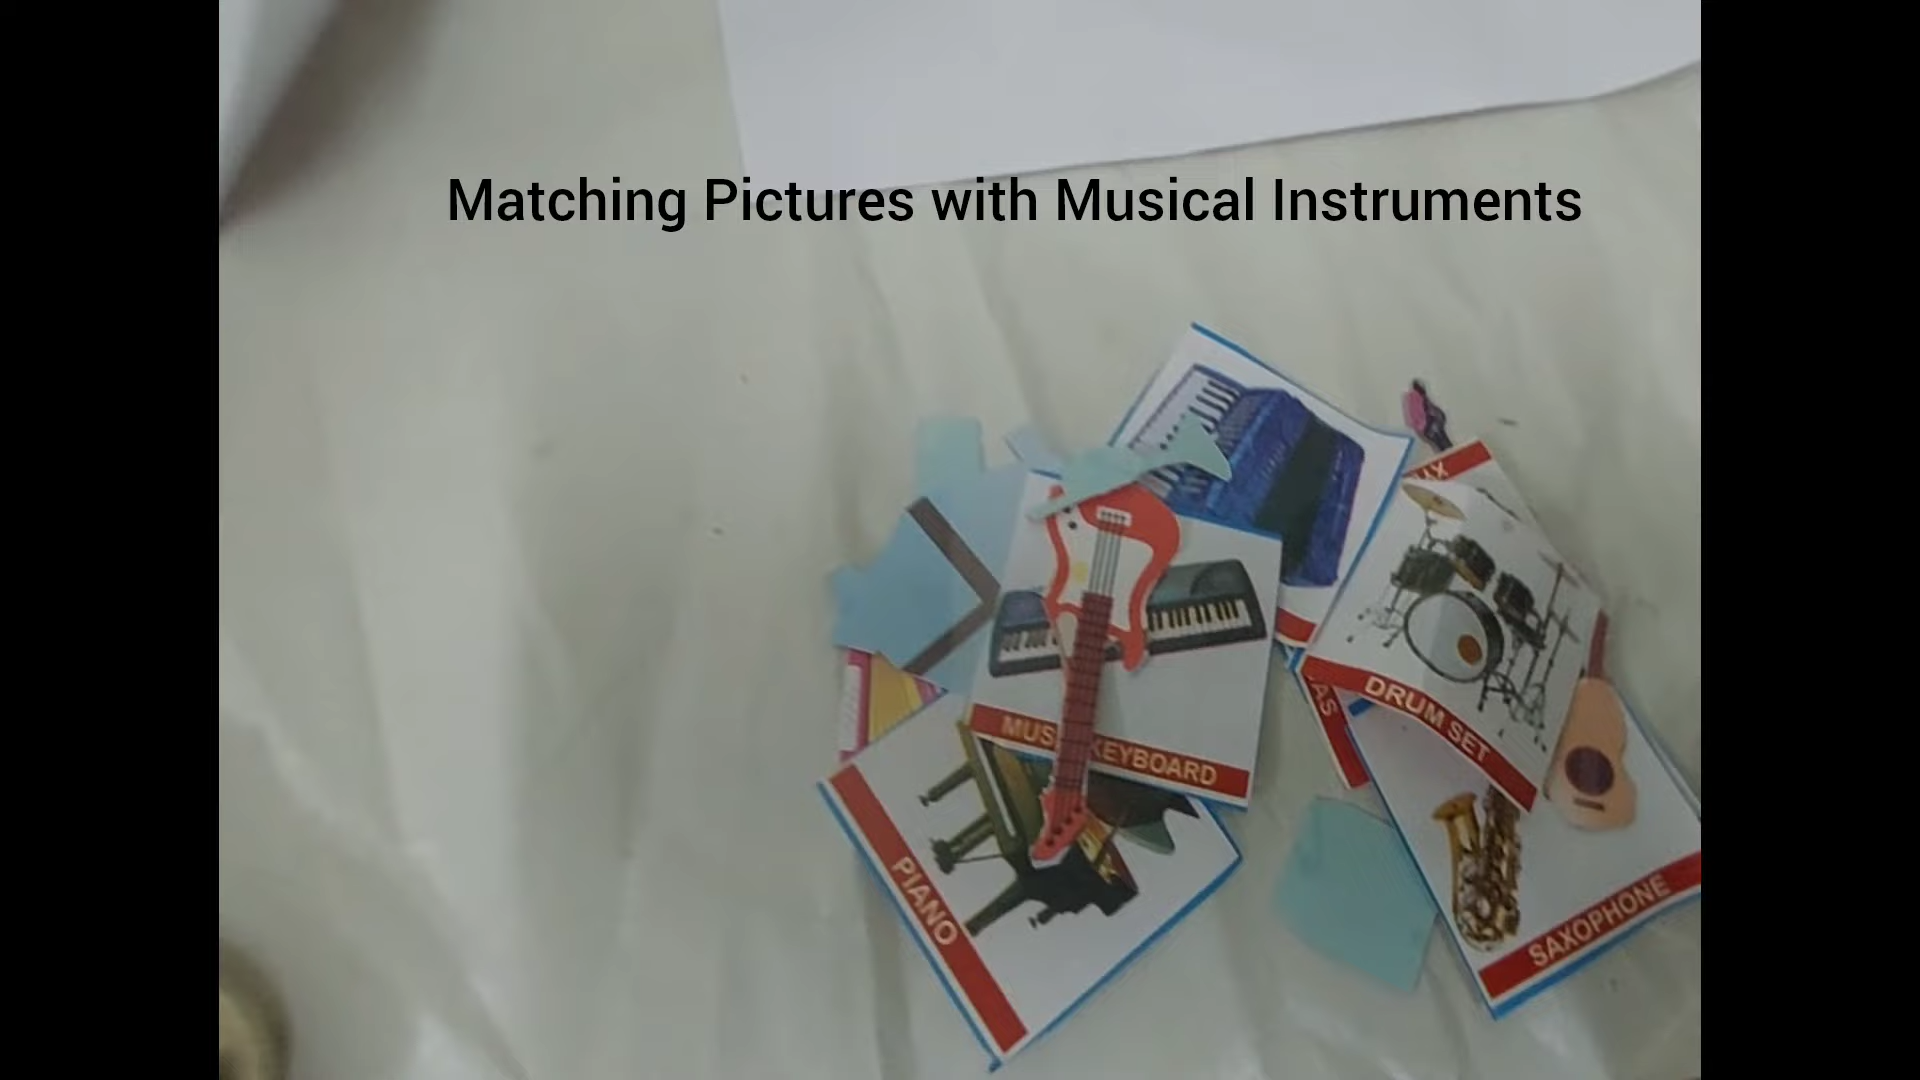 Matching Pictures with Musical Instruments
DRUM SET
KEYBOARD
PIANO
SAXOPHONE